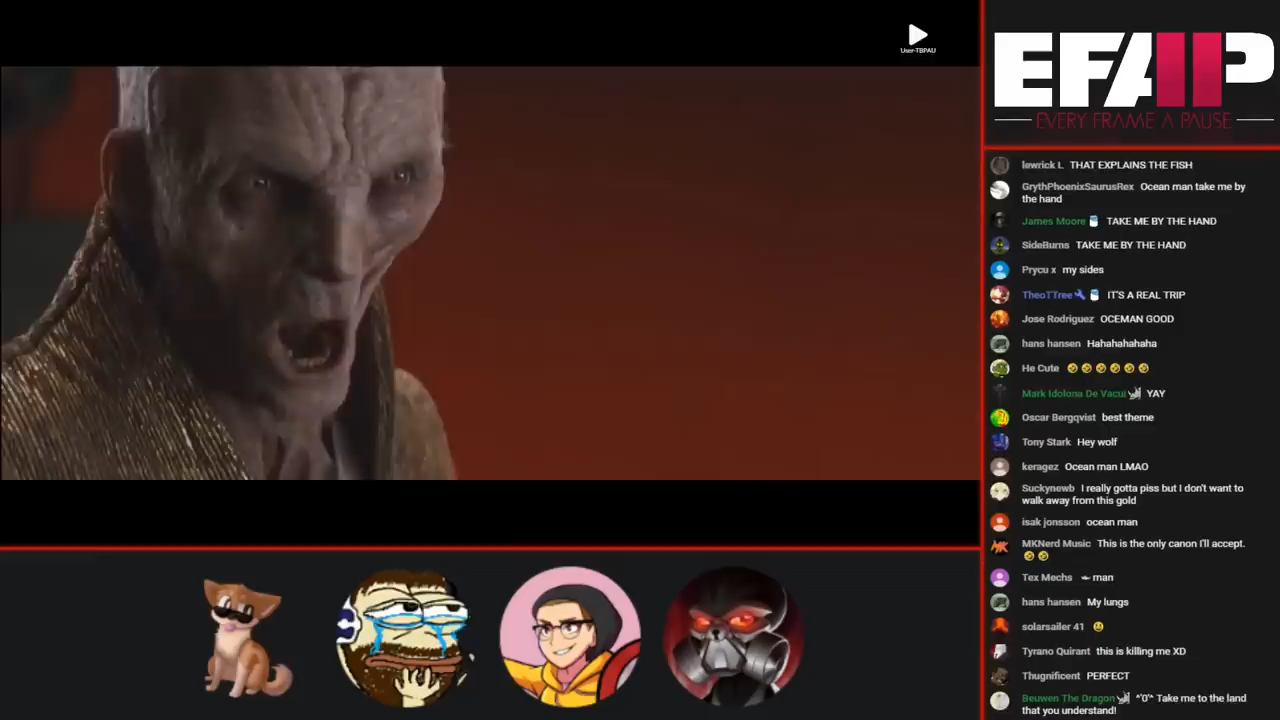 User-TBPAU
EFAP
EVERY FRAME A PAUSE
lewrick L THAT EXPLAINS THE FISH
GrythPhoenixSaurusRex Ocean man take me by
the hand
James Moore TAKE ME BY THE HAND
SideBurns TAKE ME BY THE HAND
Prycu x my sides
TheoTTree IT'S A REAL TRIP
Jose Rodriguez OCEMAN GOOD
hans hansen Hahahahahaha
He Cute 🤣🤣🤣🤣🤣🤣
Mark Idolona De Vacui YAY
Oscar Bergqvist best theme
Tony Stark Hey wolf
keragez Ocean man LMAO
Suckynewb I really gotta piss but I don't want to
walk away from this gold
isak jonsson ocean man
MKNerd Music This is the only canon I'll accept.
🤣🤣
Tex Mechs man
hans hansen My lungs
solarsailer 41 😃
Tyrano Quirant this is killing me XD
Thugnificent PERFECT
Beuwen The Dragon *'0'* Take me to the land
that you understand!